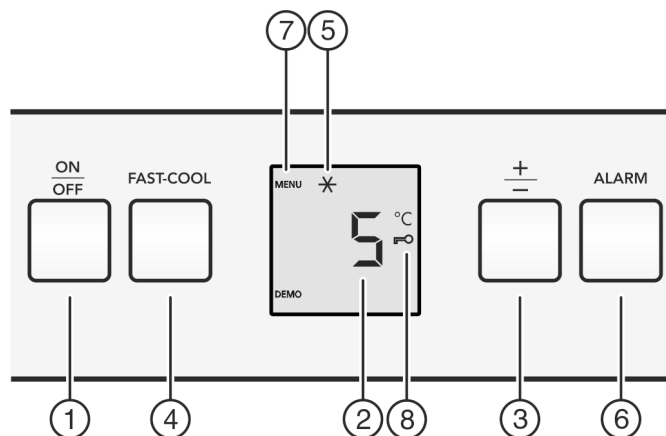 7 5
ON
OFF
FAST-COOL
MENU
5 °C
DEMO
+
−
ALARM
1 4 2 8 3 6